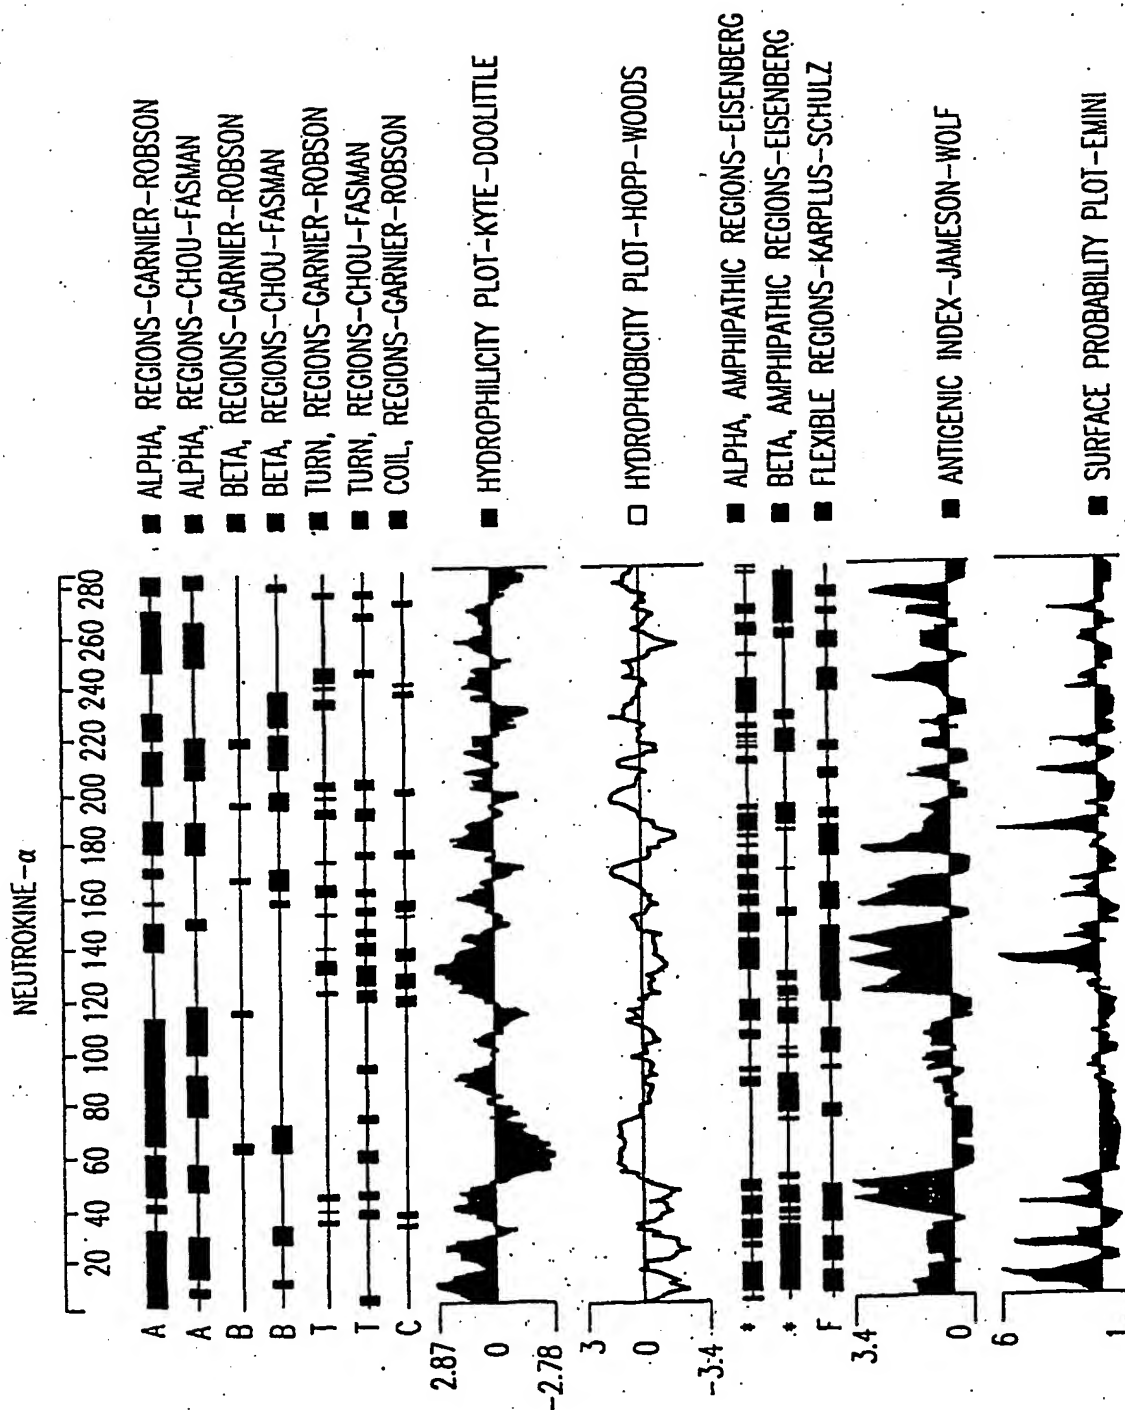 NEUTROKINE-α
20 40 60 80 100 120 140 160 180 200 220 240 260 280
A ALPHA, REGIONS-GARNIER-ROBSON
A ALPHA, REGIONS-CHOU-FASMAN
B BETA, REGIONS-GARNIER-ROBSON
B BETA, REGIONS-CHOU-FASMAN
T TURN, REGIONS-GARNIER-ROBSON
T TURN, REGIONS-CHOU-FASMAN
C COIL, REGIONS-GARNIER-ROBSON
2.87
0
-2.78
HYDROPHILICITY PLOT-KYTE-DOOLITTLE
3
0
-3.4
HYDROPHOBICITY PLOT-HOPP-WOODS
* ALPHA, AMPHIPATHIC REGIONS-EISENBERG
* BETA, AMPHIPATHIC REGIONS-EISENBERG
F FLEXIBLE REGIONS-KARPLUS-SCHULZ
3.4
0
ANTIGENIC INDEX-JAMESON-WOLF
6
1
SURFACE PROBABILITY PLOT-EMINI